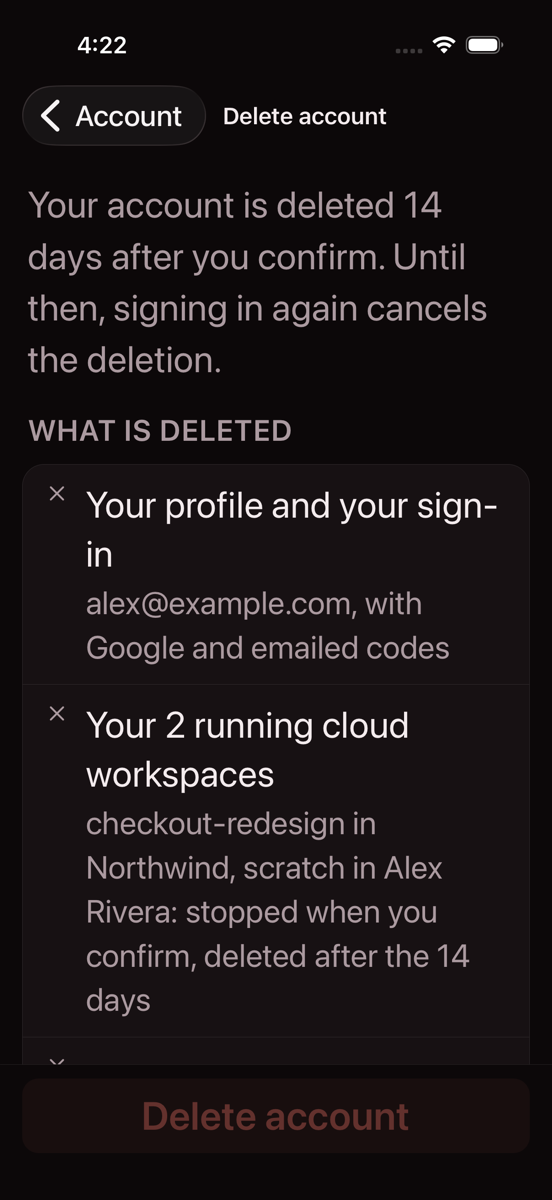 4:22
Account
Delete account
Your account is deleted 14
days after you confirm. Until
then, signing in again cancels
the deletion.
WHAT IS DELETED
Your profile and your sign-
in
alex@example.com, with
Google and emailed codes
Your 2 running cloud
workspaces
checkout-redesign in
Northwind, scratch in Alex
Rivera: stopped when you
confirm, deleted after the 14
days
Delete account